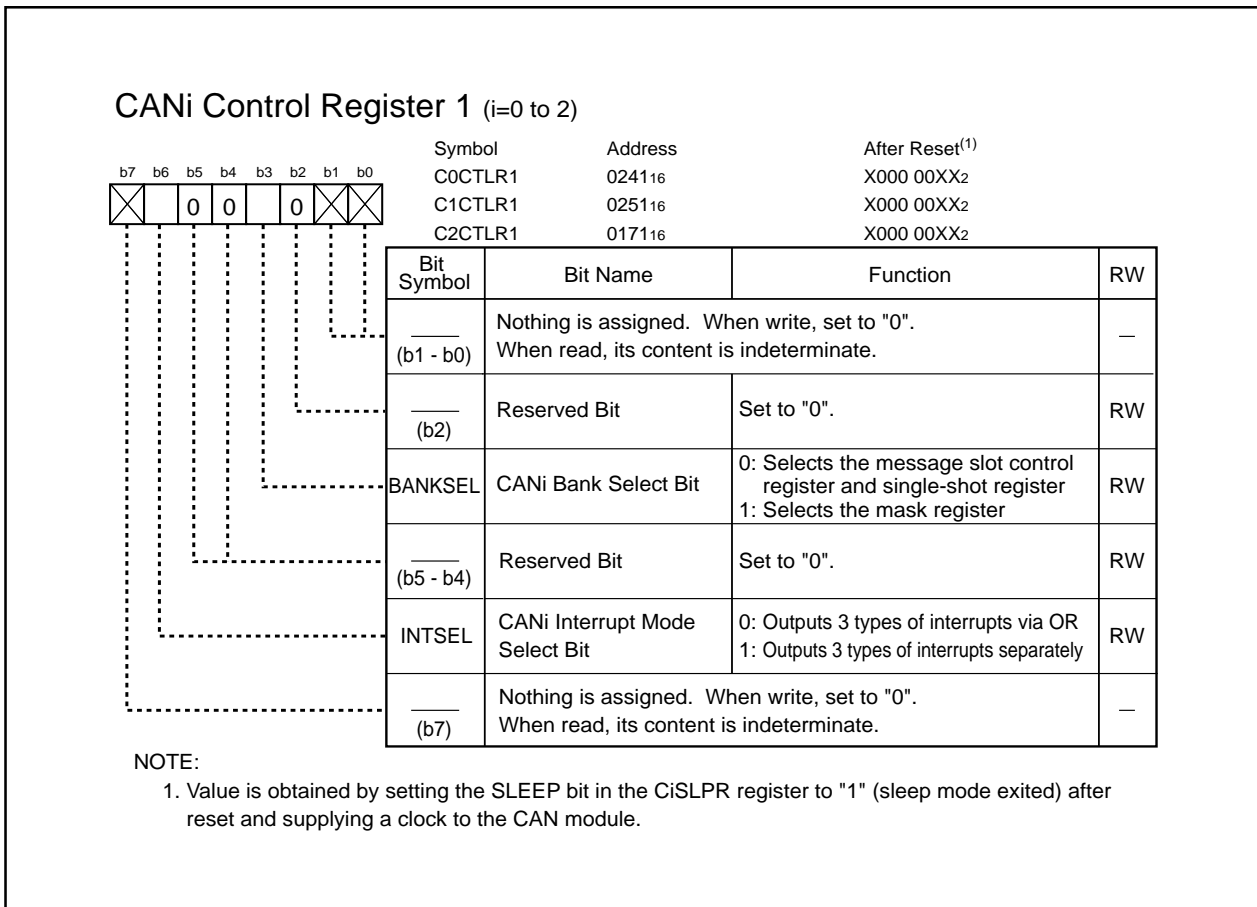 CANi Control Register 1 (i=0 to 2)
Symbol Address After Reset(1)
C0CTLR1 024116 X000 00XX2
C1CTLR1 025116 X000 00XX2
C2CTLR1 017116 X000 00XX2
b7 b6 b5 b4 b3 b2 b1 b0
0 0 0
Bit Symbol Bit Name Function RW
(b1 - b0) Nothing is assigned. When write, set to "0".
When read, its content is indeterminate. —
(b2) Reserved Bit Set to "0". RW
BANKSEL CANi Bank Select Bit 0: Selects the message slot control
register and single-shot register
1: Selects the mask register RW
(b5 - b4) Reserved Bit Set to "0". RW
INTSEL CANi Interrupt Mode
Select Bit 0: Outputs 3 types of interrupts via OR
1: Outputs 3 types of interrupts separately RW
(b7) Nothing is assigned. When write, set to "0".
When read, its content is indeterminate. —
NOTE:
1. Value is obtained by setting the SLEEP bit in the CiSLPR register to "1" (sleep mode exited) after
reset and supplying a clock to the CAN module.